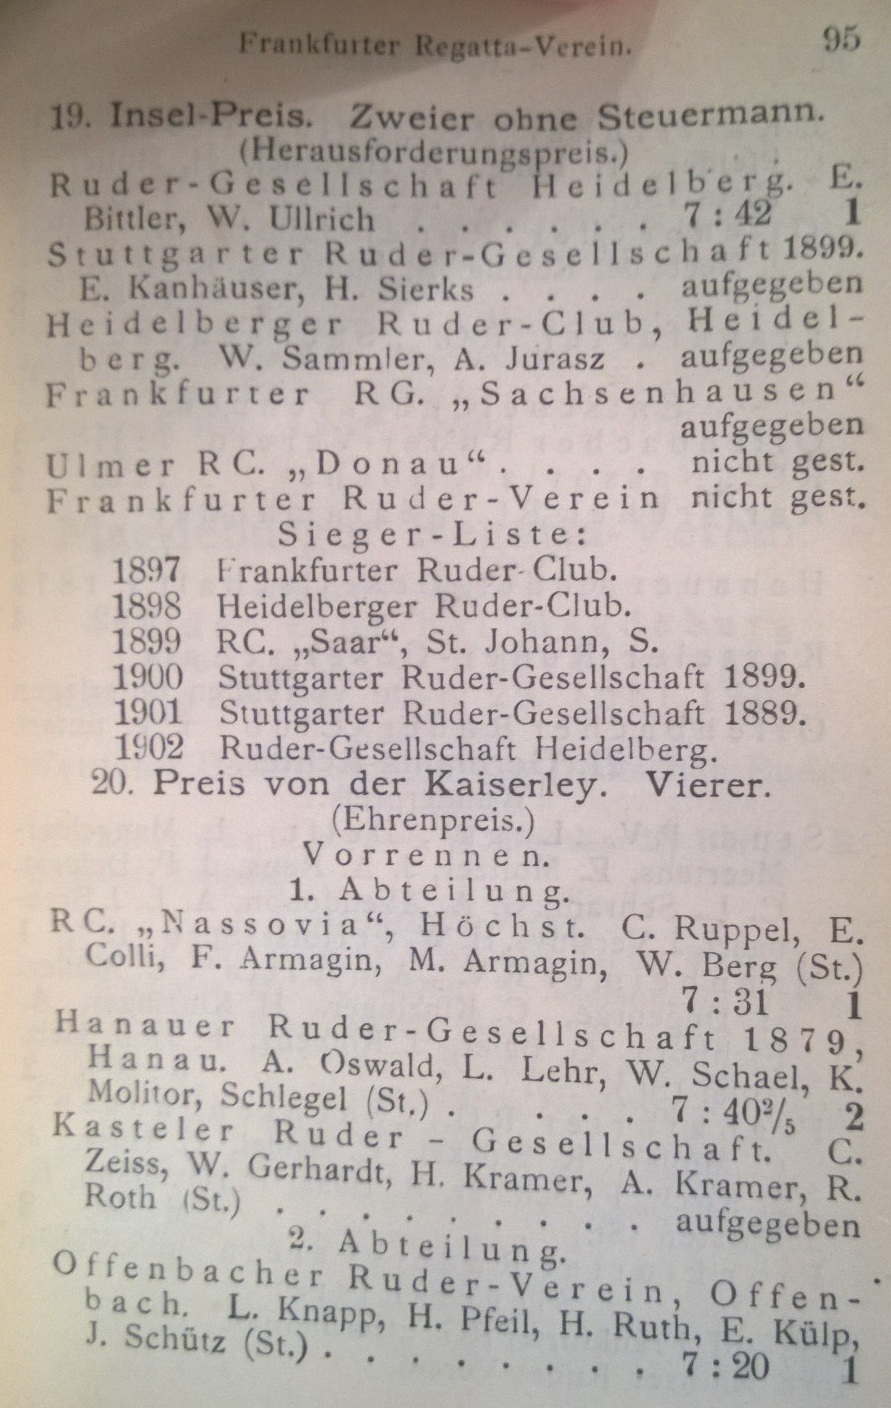 Frankfurter Regatta-Verein. 95
19. Insel-Preis. Zweier ohne Steuermann.
(Herausforderungspreis.)
Ruder-Gesellschaft Heidelberg. E.
Bittler, W. Ullrich . . . . . . 7 : 42 1
Stuttgarter Ruder-Gesellschaft 1899.
E. Kanhäuser, H. Sierks . . . . aufgegeben
Heidelberger Ruder-Club, Heidel-
berg. W. Sammler, A. Jurasz . aufgegeben
Frankfurter RG. „Sachsenhausen“
aufgegeben
Ulmer RC. „Donau“ . . . . nicht gest.
Frankfurter Ruder-Verein nicht gest.
Sieger-Liste:
1897 Frankfurter Ruder-Club.
1898 Heidelberger Ruder-Club.
1899 RC. „Saar“, St. Johann, S.
1900 Stuttgarter Ruder-Gesellschaft 1899.
1901 Stuttgarter Ruder-Gesellschaft 1889.
1902 Ruder-Gesellschaft Heidelberg.
20. Preis von der Kaiserley. Vierer.
(Ehrenpreis.)
Vorrennen.
1. Abteilung.
RC. „Nassovia“, Höchst. C. Ruppel, E.
Colli, F. Armagin, M. Armagin, W. Berg (St.)
7 : 31 1
Hanauer Ruder-Gesellschaft 1879,
Hanau. A. Oswald, L. Lehr, W. Schael, K.
Molitor, Schlegel (St.) . . . . 7 : 40²/₅ 2
Kasteler Ruder-Gesellschaft. C.
Zeiss, W. Gerhardt, H. Kramer, A. Kramer, R.
Roth (St.) . . . . . . . . . aufgegeben
2. Abteilung.
Offenbacher Ruder-Verein, Offen-
bach. L. Knapp, H. Pfeil, H. Ruth, E. Külp,
J. Schütz (St.) . . . . . . . . 7 : 20 1